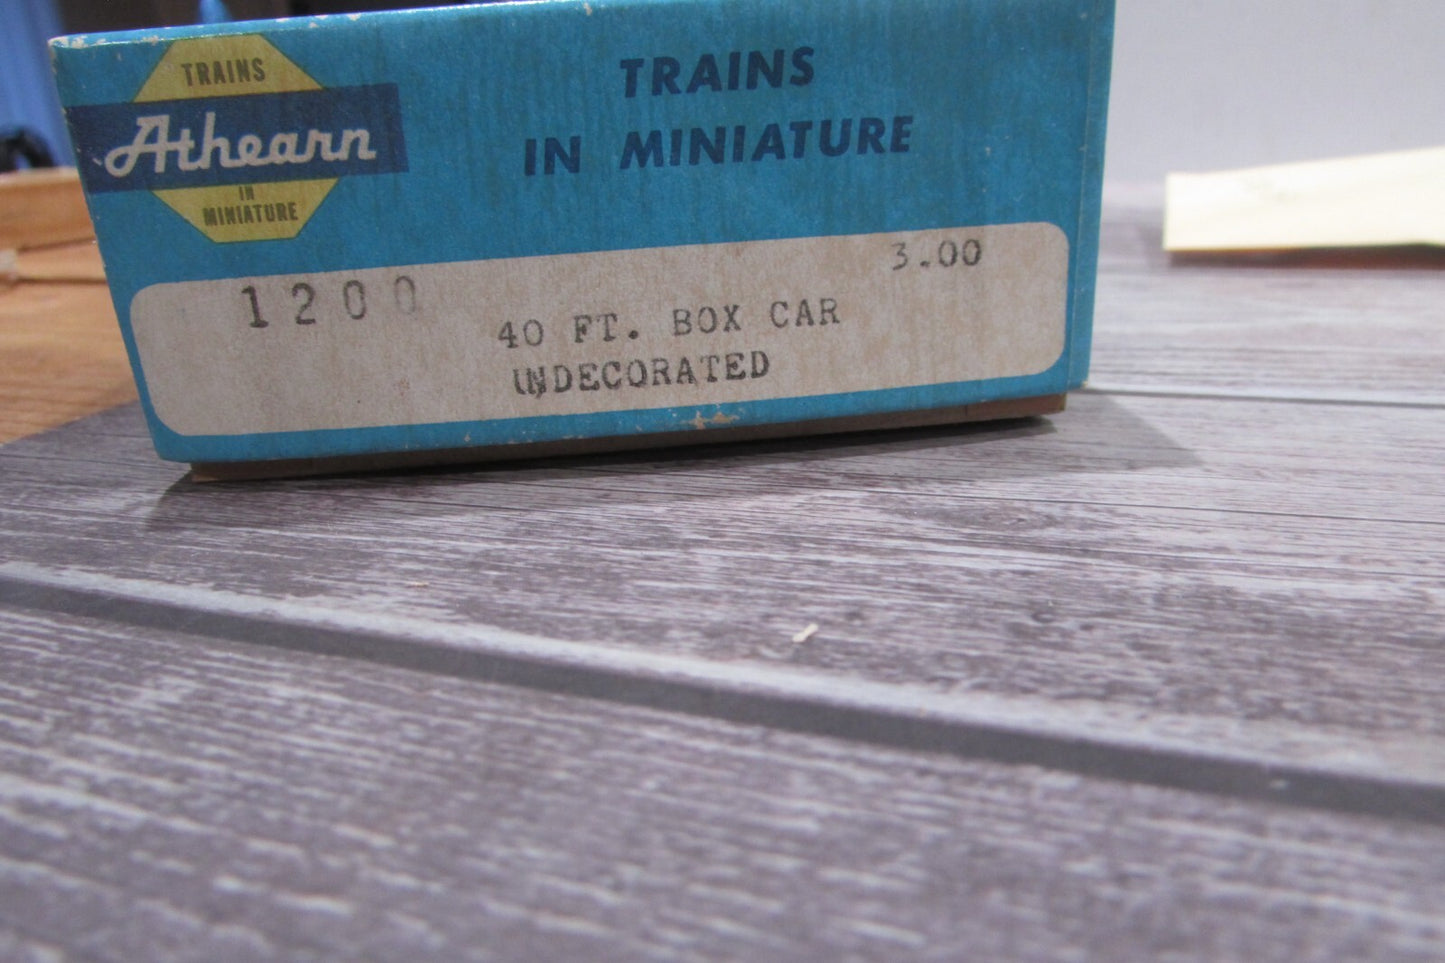 TRAINS
Athearn
IN
MINIATURE
TRAINS
IN MINIATURE
1200
3.00
40 FT. BOX CAR
UNDECORATED